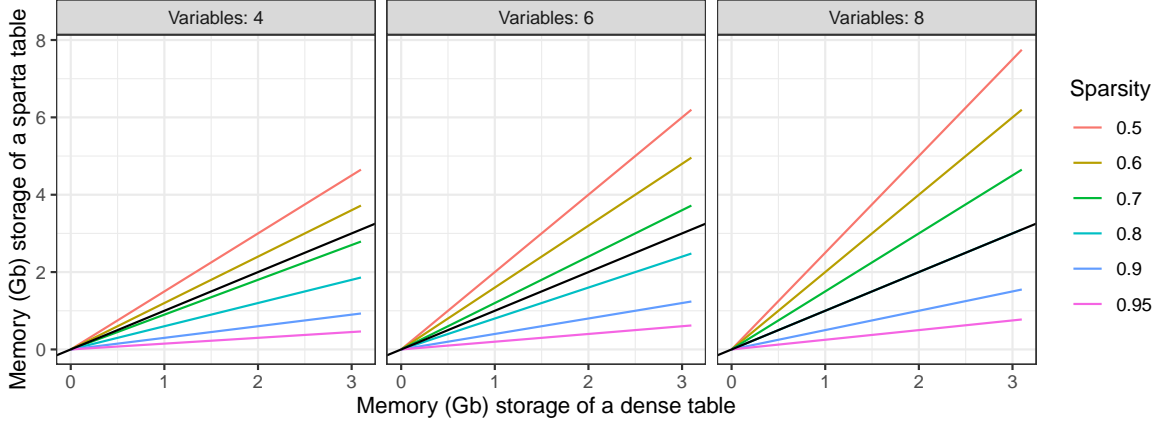 Variables: 4
Variables: 6
Variables: 8
Memory (Gb) storage of a sparta table
8
6
4
2
0
0 1 2 3
0 1 2 3
0 1 2 3
Memory (Gb) storage of a dense table
Sparsity
0.5
0.6
0.7
0.8
0.9
0.95